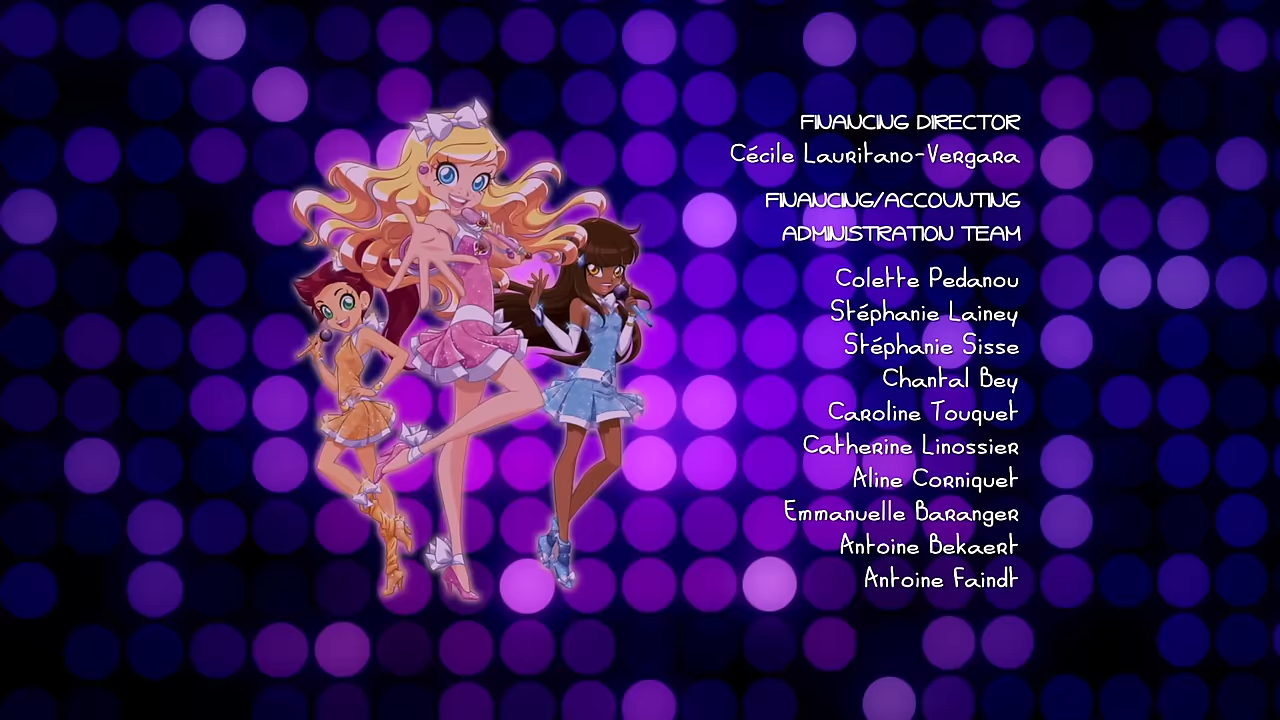 FINANCING DIRECTOR
Cécile Lauritano-Vergara
FINANCING/ACCOUNTING
ADMINISTRATION TEAM
Colette Pedanou
Stéphanie Lainey
Stéphanie Sisse
Chantal Bey
Caroline Touquet
Catherine Linossier
Aline Corniquet
Emmanuelle Baranger
Antoine Bekaert
Antoine Faindt